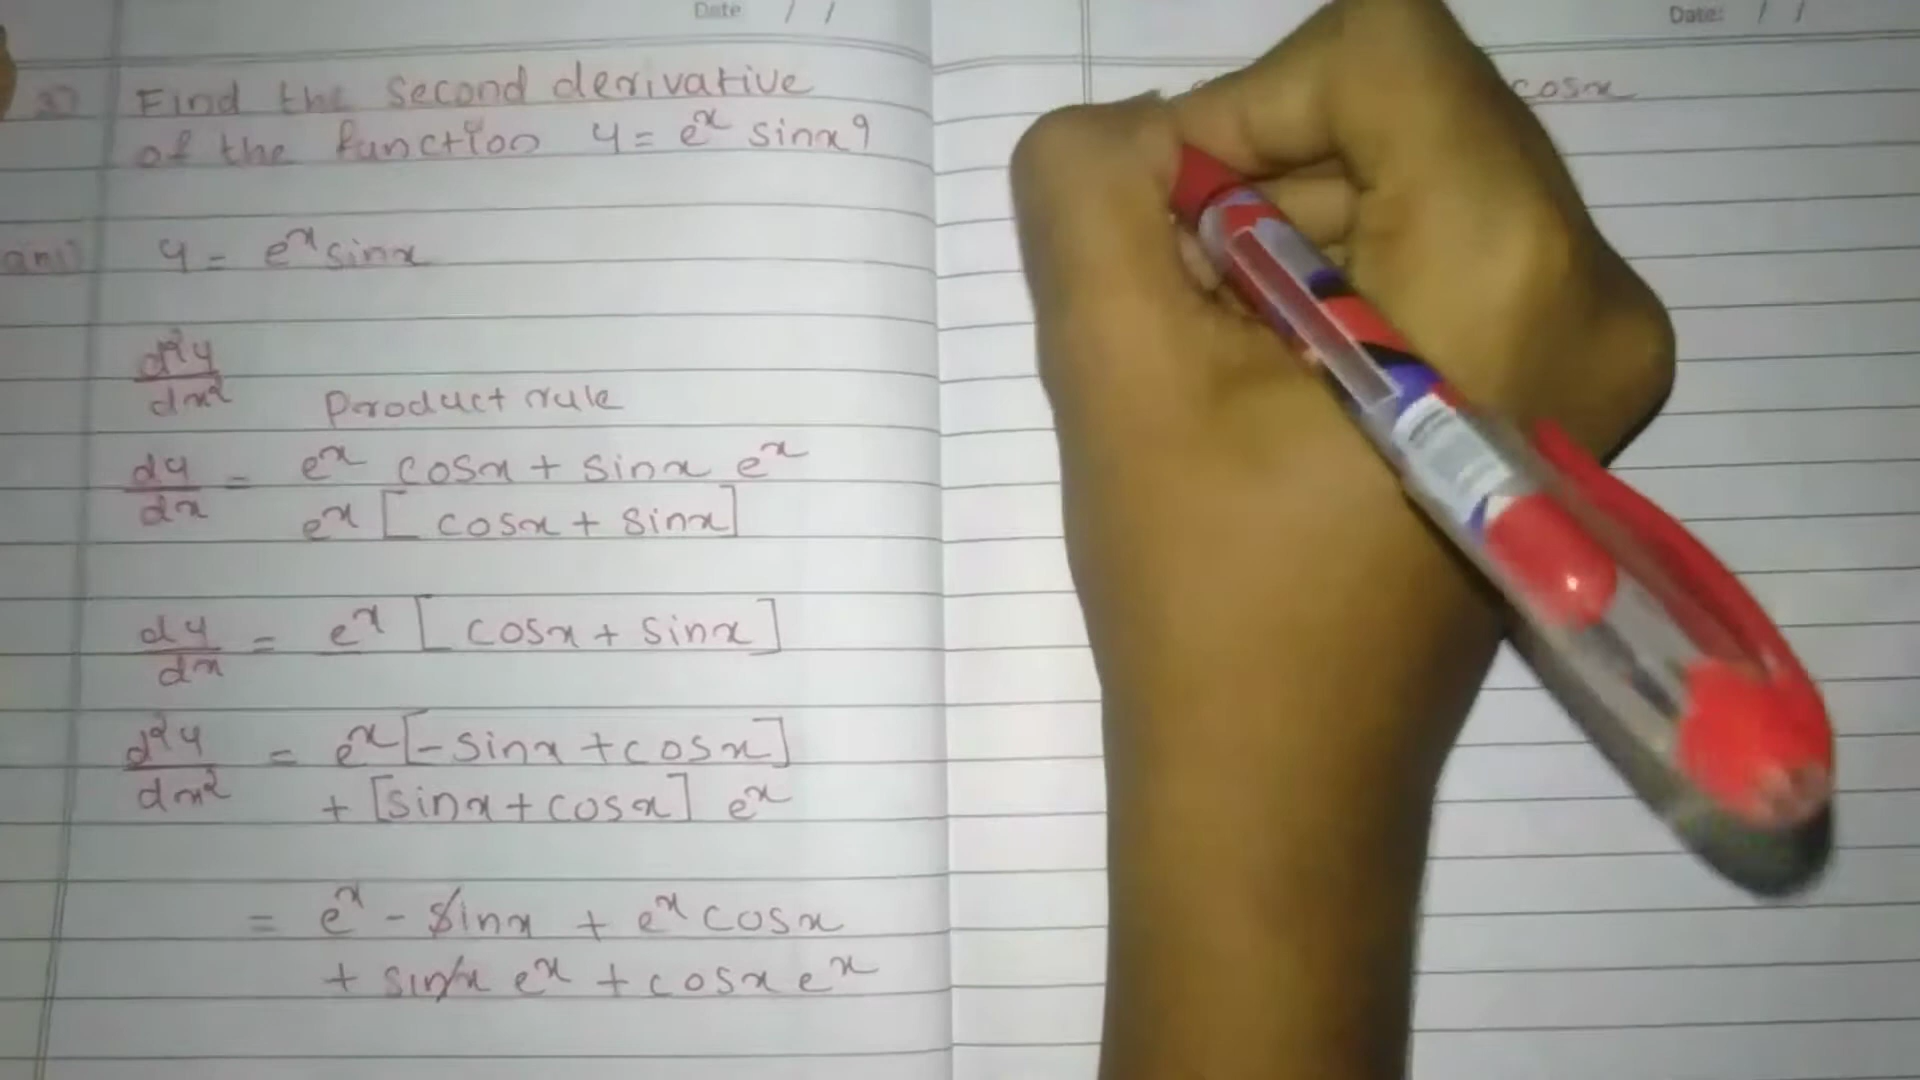 Date / /
2) Find the second derivative
of the function y = e^x sinx?
ans) y = e^x sinx
d²y/dx²
Product rule
dy/dx = e^x cosx + sinx e^x
e^x [cosx + sinx]
dy/dx = e^x [cosx + sinx]
d²y/dx² = e^x [-sinx + cosx]
+ [sinx + cosx] e^x
= e^x - sinx + e^x cosx
+ sinx e^x + cosx e^x
Date: / /
cosx